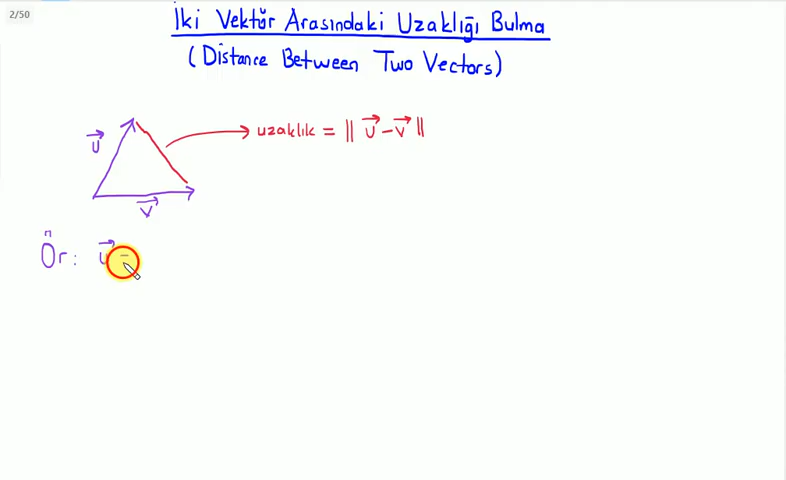 2/50
İki Vektör Arasındaki Uzaklığı Bulma
(Distance Between Two Vectors)
u
uzaklık = || u - v ||
v
Ör: u =